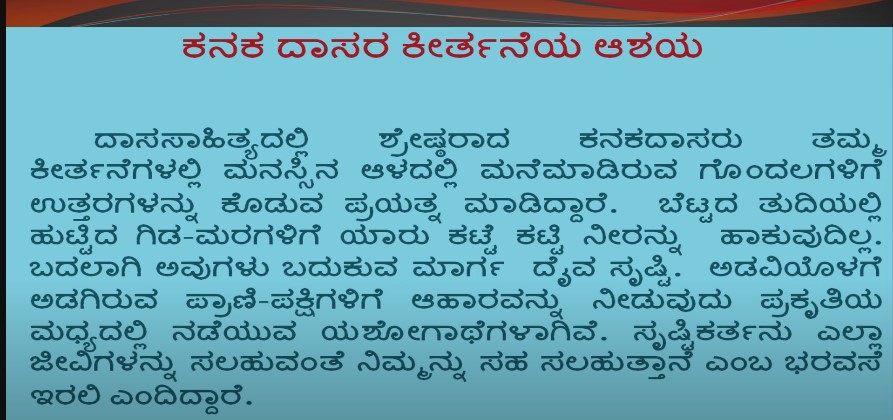 ಕನಕ ದಾಸರ ಕೀರ್ತನೆಯ ಆಶಯ
ದಾಸಸಾಹಿತ್ಯದಲ್ಲಿ ಶ್ರೇಷ್ಠರಾದ ಕನಕದಾಸರು ತಮ್ಮ
ಕೀರ್ತನೆಗಳಲ್ಲಿ ಮನಸ್ಸಿನ ಆಳದಲ್ಲಿ ಮನೆಮಾಡಿರುವ ಗೊಂದಲಗಳಿಗೆ
ಉತ್ತರಗಳನ್ನು ಕೊಡುವ ಪ್ರಯತ್ನ ಮಾಡಿದ್ದಾರೆ. ಬೆಟ್ಟದ ತುದಿಯಲ್ಲಿ
ಹುಟ್ಟಿದ ಗಿಡ-ಮರಗಳಿಗೆ ಯಾರು ಕಟ್ಟೆ ಕಟ್ಟಿ ನೀರನ್ನು ಹಾಕುವುದಿಲ್ಲ.
ಬದಲಾಗಿ ಅವುಗಳು ಬದುಕುವ ಮಾರ್ಗ ದೈವ ಸೃಷ್ಟಿ. ಅಡವಿಯೊಳಗೆ
ಅಡಗಿರುವ ಪ್ರಾಣಿ-ಪಕ್ಷಿಗಳಿಗೆ ಆಹಾರವನ್ನು ನೀಡುವುದು ಪ್ರಕೃತಿಯ
ಮಧ್ಯದಲ್ಲಿ ನಡೆಯುವ ಯಶೋಗಾಥೆಗಳಾಗಿವೆ. ಸೃಷ್ಟಿಕರ್ತನು ಎಲ್ಲಾ
ಜೀವಿಗಳನ್ನು ಸಲಹುವಂತೆ ನಿಮ್ಮನ್ನು ಸಹ ಸಲಹುತ್ತಾನೆ ಎಂಬ ಭರವಸೆ
ಇರಲಿ ಎಂದಿದ್ದಾರೆ.